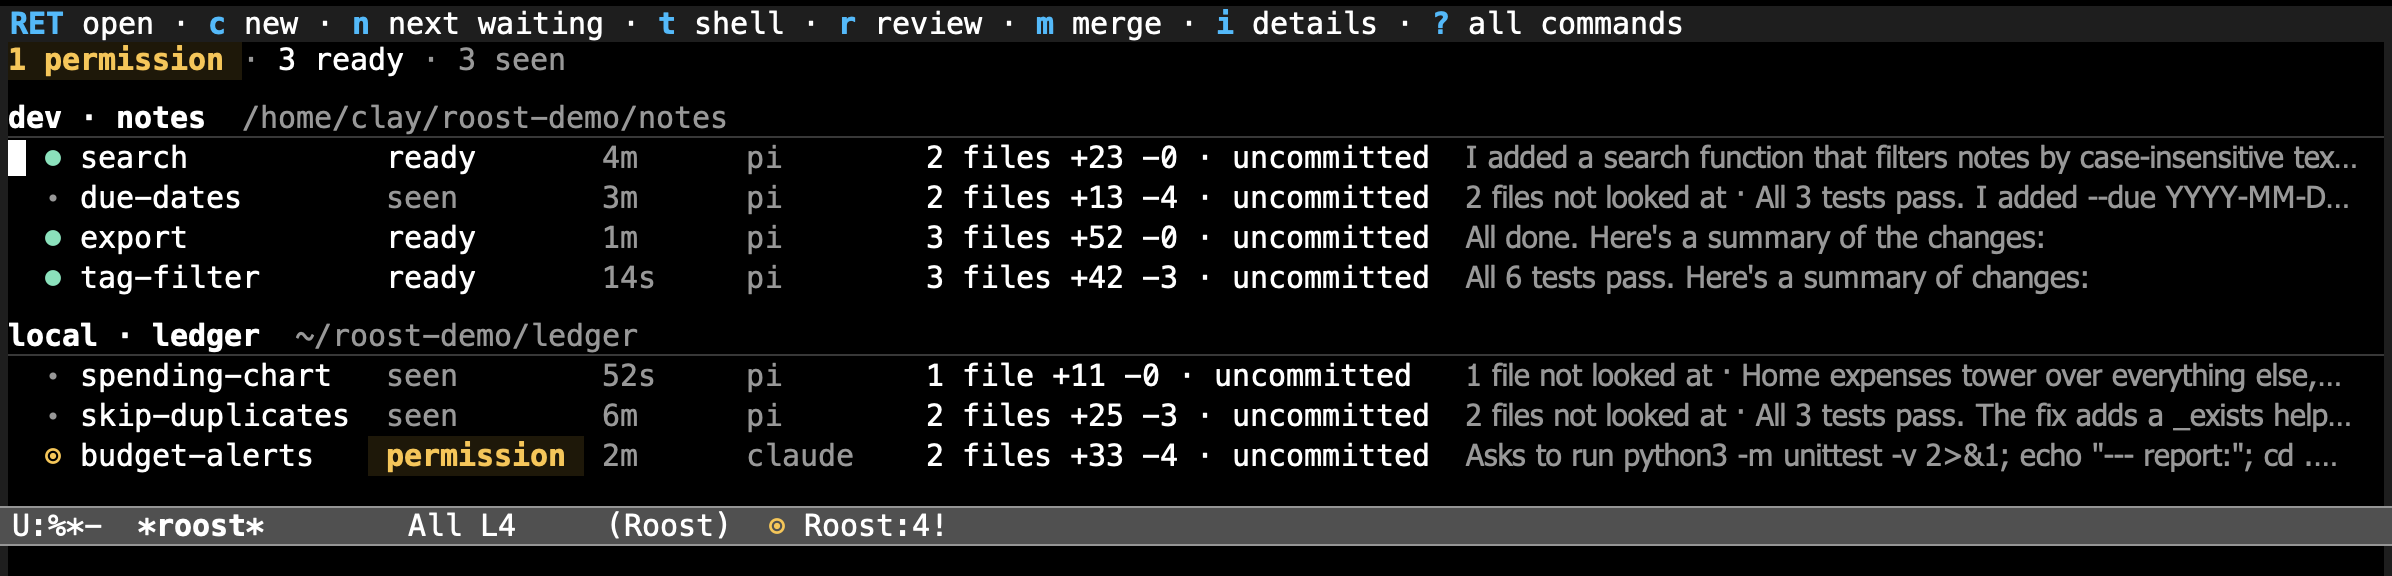 RET open · c new · n next waiting · t shell · r review · m merge · i details · ? all commands
1 permission · 3 ready · 3 seen
dev · notes /home/clay/roost-demo/notes
● search ready 4m pi 2 files +23 -0 · uncommitted I added a search function that filters notes by case-insensitive tex...
· due-dates seen 3m pi 2 files +13 -4 · uncommitted 2 files not looked at · All 3 tests pass. I added --due YYYY-MM-D...
● export ready 1m pi 3 files +52 -0 · uncommitted All done. Here's a summary of the changes:
● tag-filter ready 14s pi 3 files +42 -3 · uncommitted All 6 tests pass. Here's a summary of changes:
local · ledger ~/roost-demo/ledger
· spending-chart seen 52s pi 1 file +11 -0 · uncommitted 1 file not looked at · Home expenses tower over everything else,...
· skip-duplicates seen 6m pi 2 files +25 -3 · uncommitted 2 files not looked at · All 3 tests pass. The fix adds a _exists help...
◉ budget-alerts permission 2m claude 2 files +33 -4 · uncommitted Asks to run python3 -m unittest -v 2>&1; echo "--- report:"; cd ....
U:%*- *roost* All L4 (Roost) ◉ Roost:4!